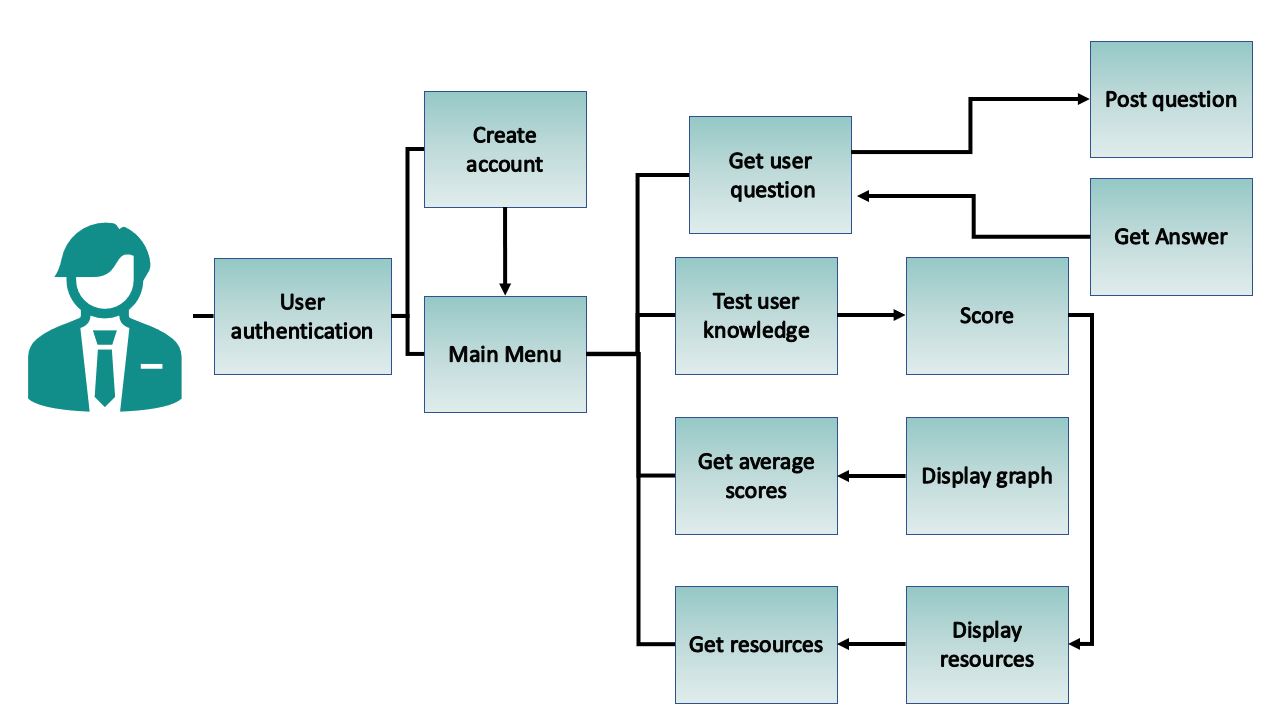 User
authentication
Create
account
Main Menu
Get user
question
Post question
Get Answer
Test user
knowledge
Score
Get average
scores
Display graph
Get resources
Display
resources